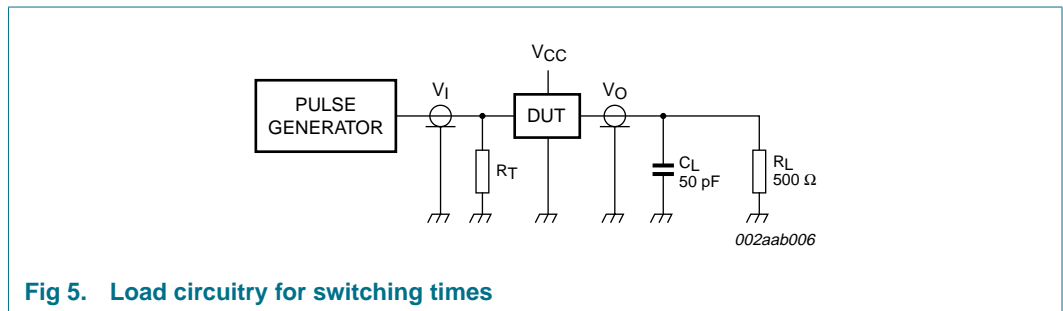 VCC
VI
VO
PULSE
GENERATOR
DUT
RT
CL
50 pF
RL
500 Ω
002aab006
Fig 5. Load circuitry for switching times